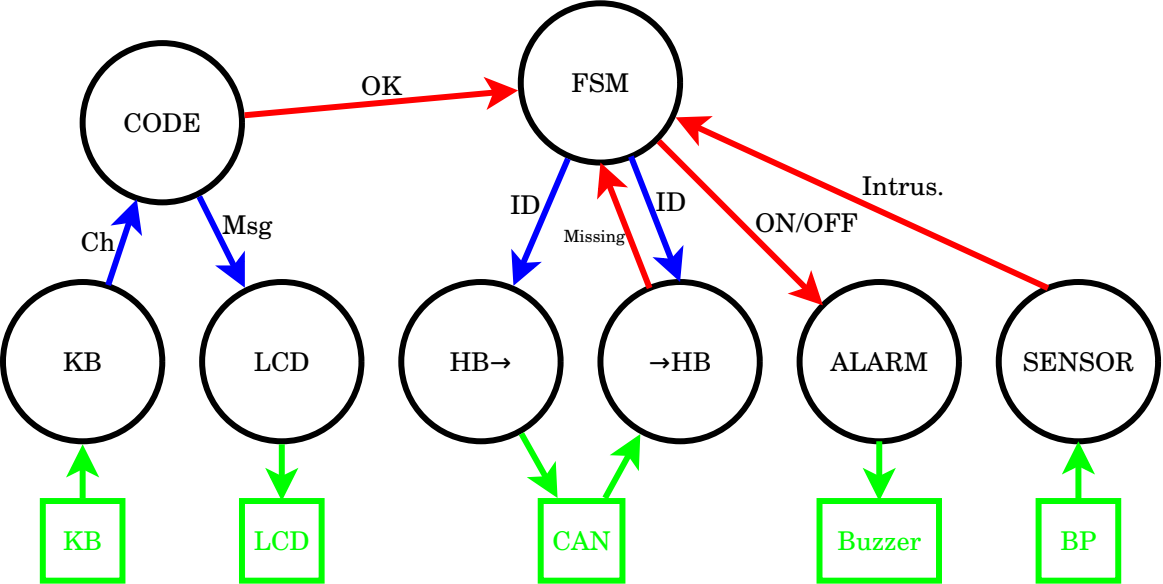 OK
FSM
CODE
Intrus.
ID
ID
ON/OFF
Msg
Missing
Ch
KB
LCD
HB→
→HB
ALARM
SENSOR
KB
LCD
CAN
Buzzer
BP